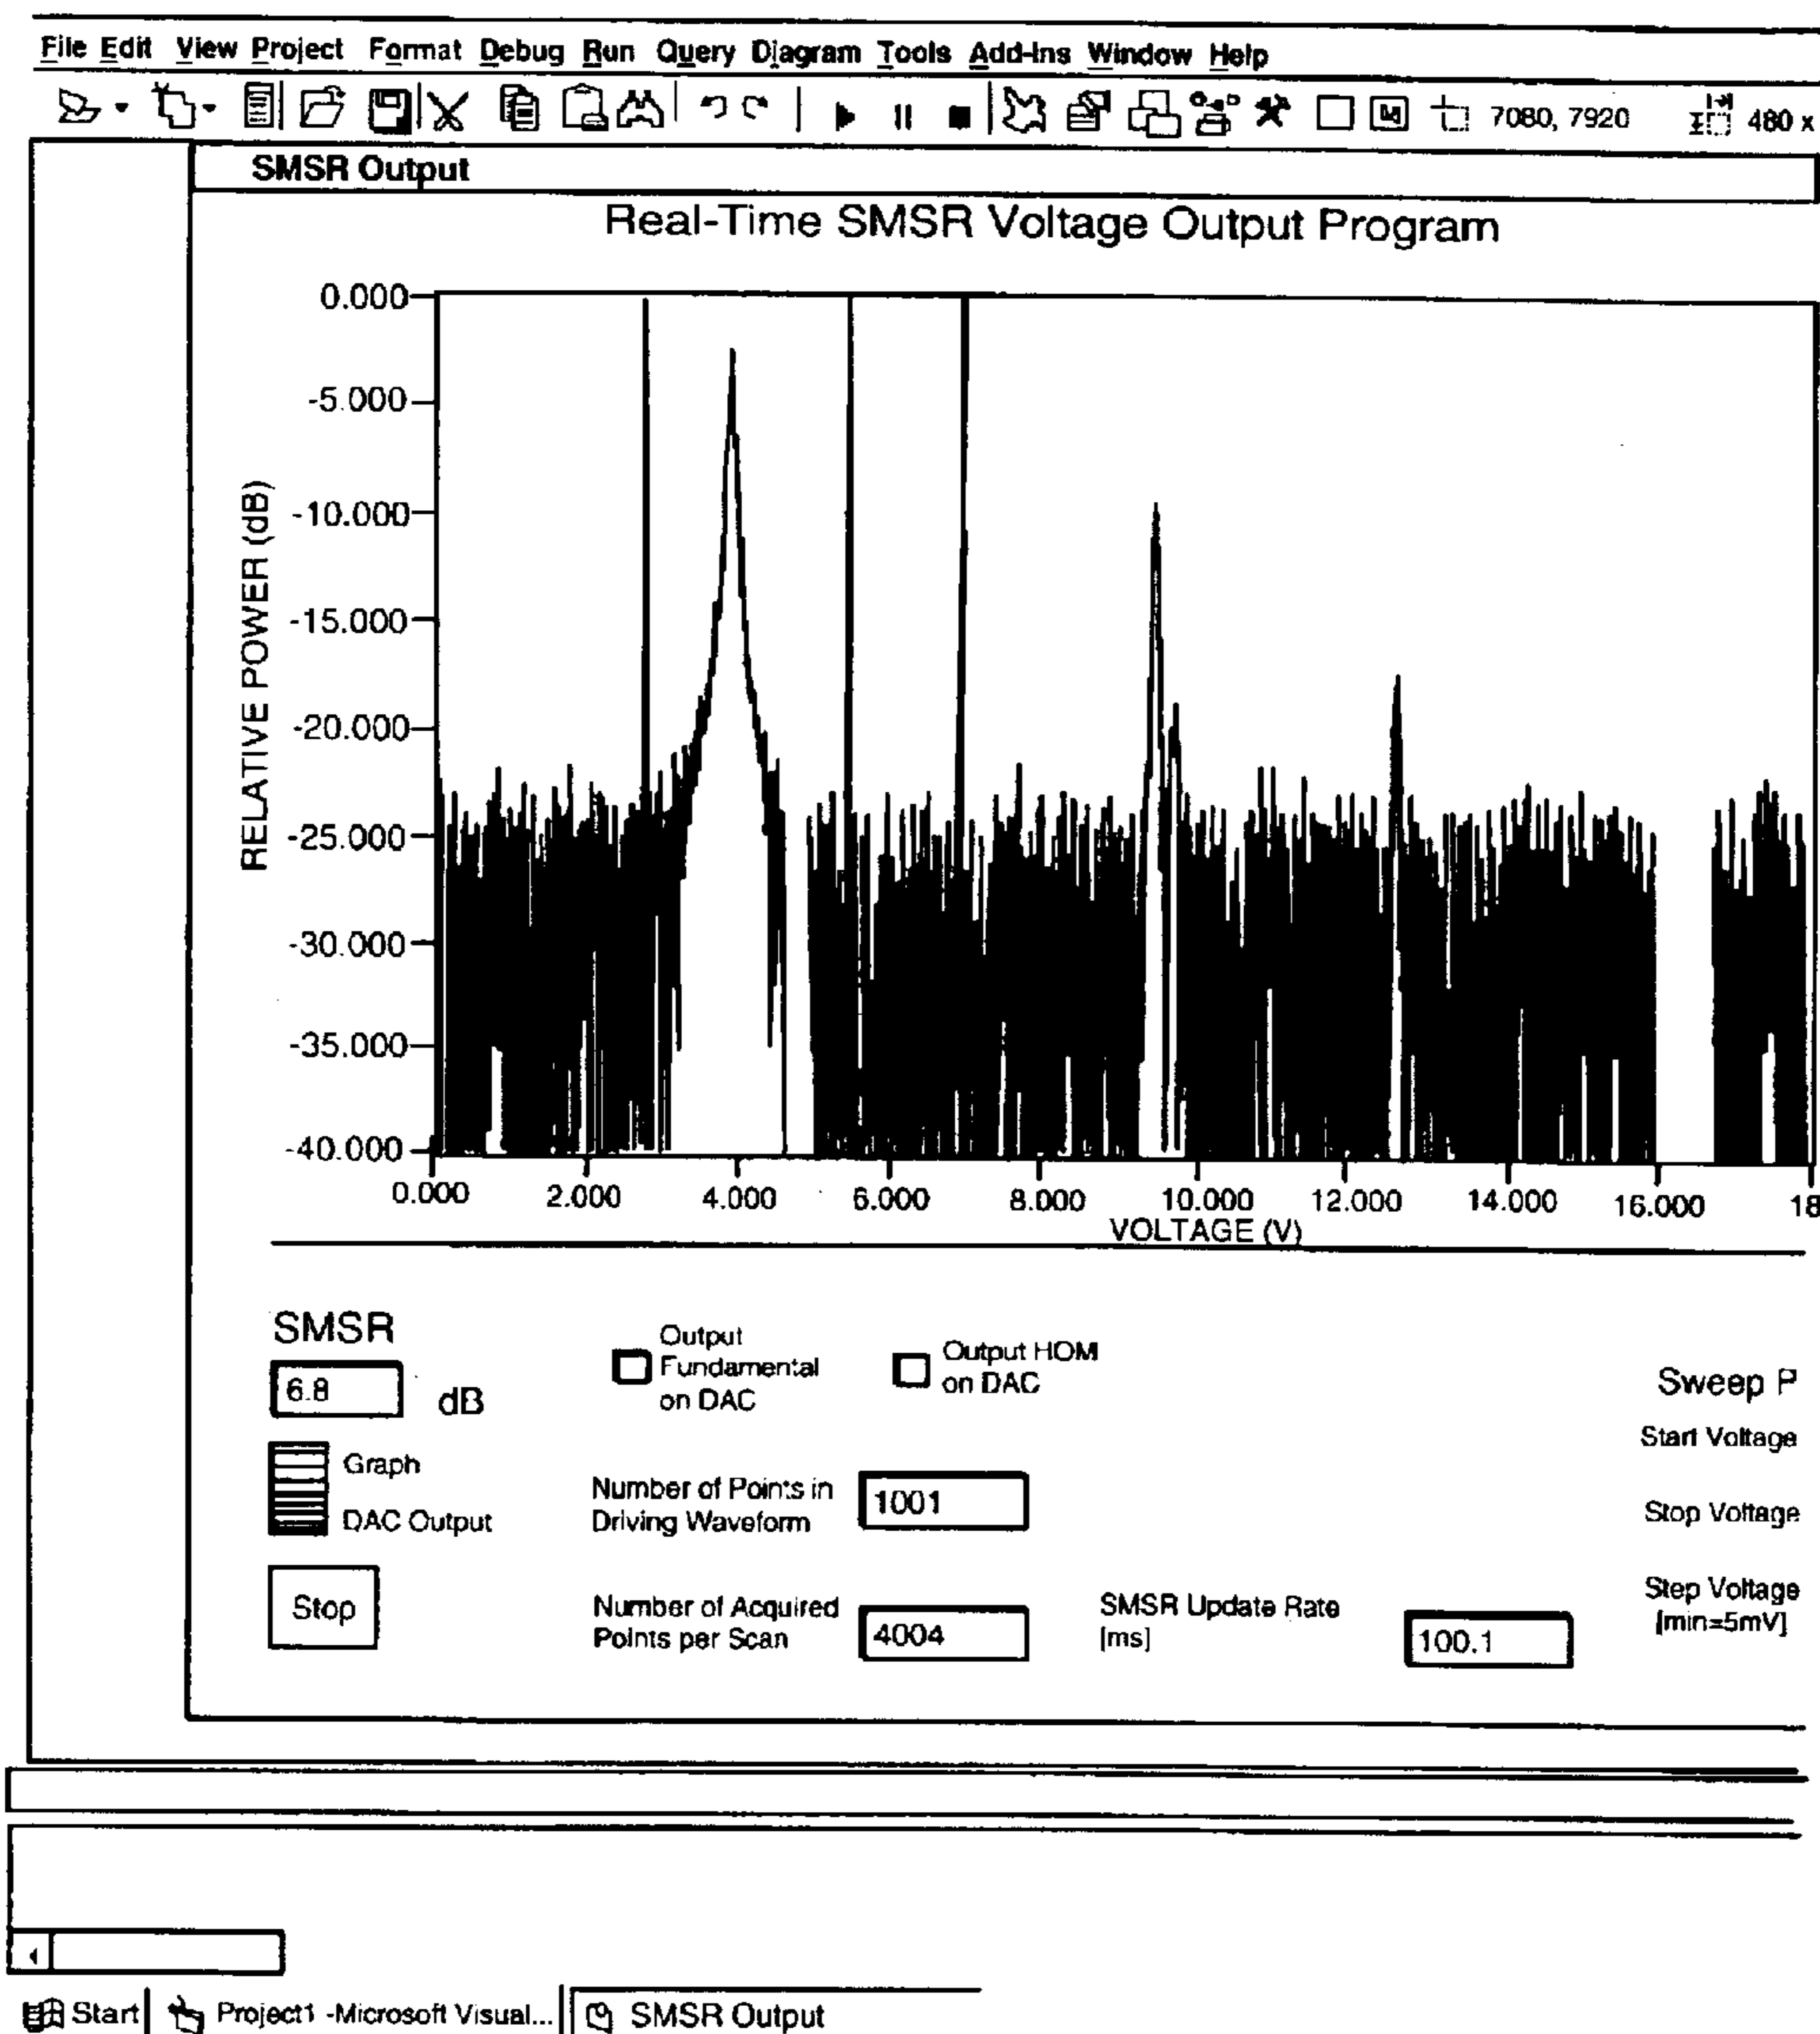 File Edit View Project Format Debug Run Query Diagram Tools Add-Ins Window Help
7080, 7920 480 x
SMSR Output
Real-Time SMSR Voltage Output Program
0.000
-5.000
-10.000
-15.000
-20.000
-25.000
-30.000
-35.000
-40.000
RELATIVE POWER (dB)
0.000 2.000 4.000 6.000 8.000 10.000 12.000 14.000 16.000 18
VOLTAGE (V)
SMSR
6.8 dB
Graph
DAC Output
Stop
Output
Fundamental
on DAC
Output HOM
on DAC
Number of Points in
Driving Waveform
1001
Number of Acquired
Points per Scan
4004
SMSR Update Rate
[ms]
100.1
Sweep P
Start Voltage
Stop Voltage
Step Voltage
[min=5mV]
Start Project1 -Microsoft Visual... SMSR Output